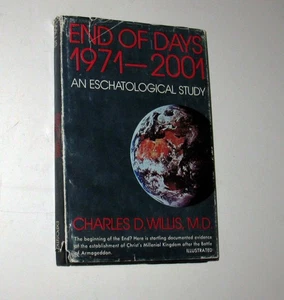 END OF DAYS
1971—2001
AN ESCHATOLOGICAL STUDY
CHARLES D. WILLIS, M.D.
The beginning of the End? Here is startling documented evidence
of the establishment of Christ's Millenial Kingdom after the Battle
of Armageddon.
ILLUSTRATED